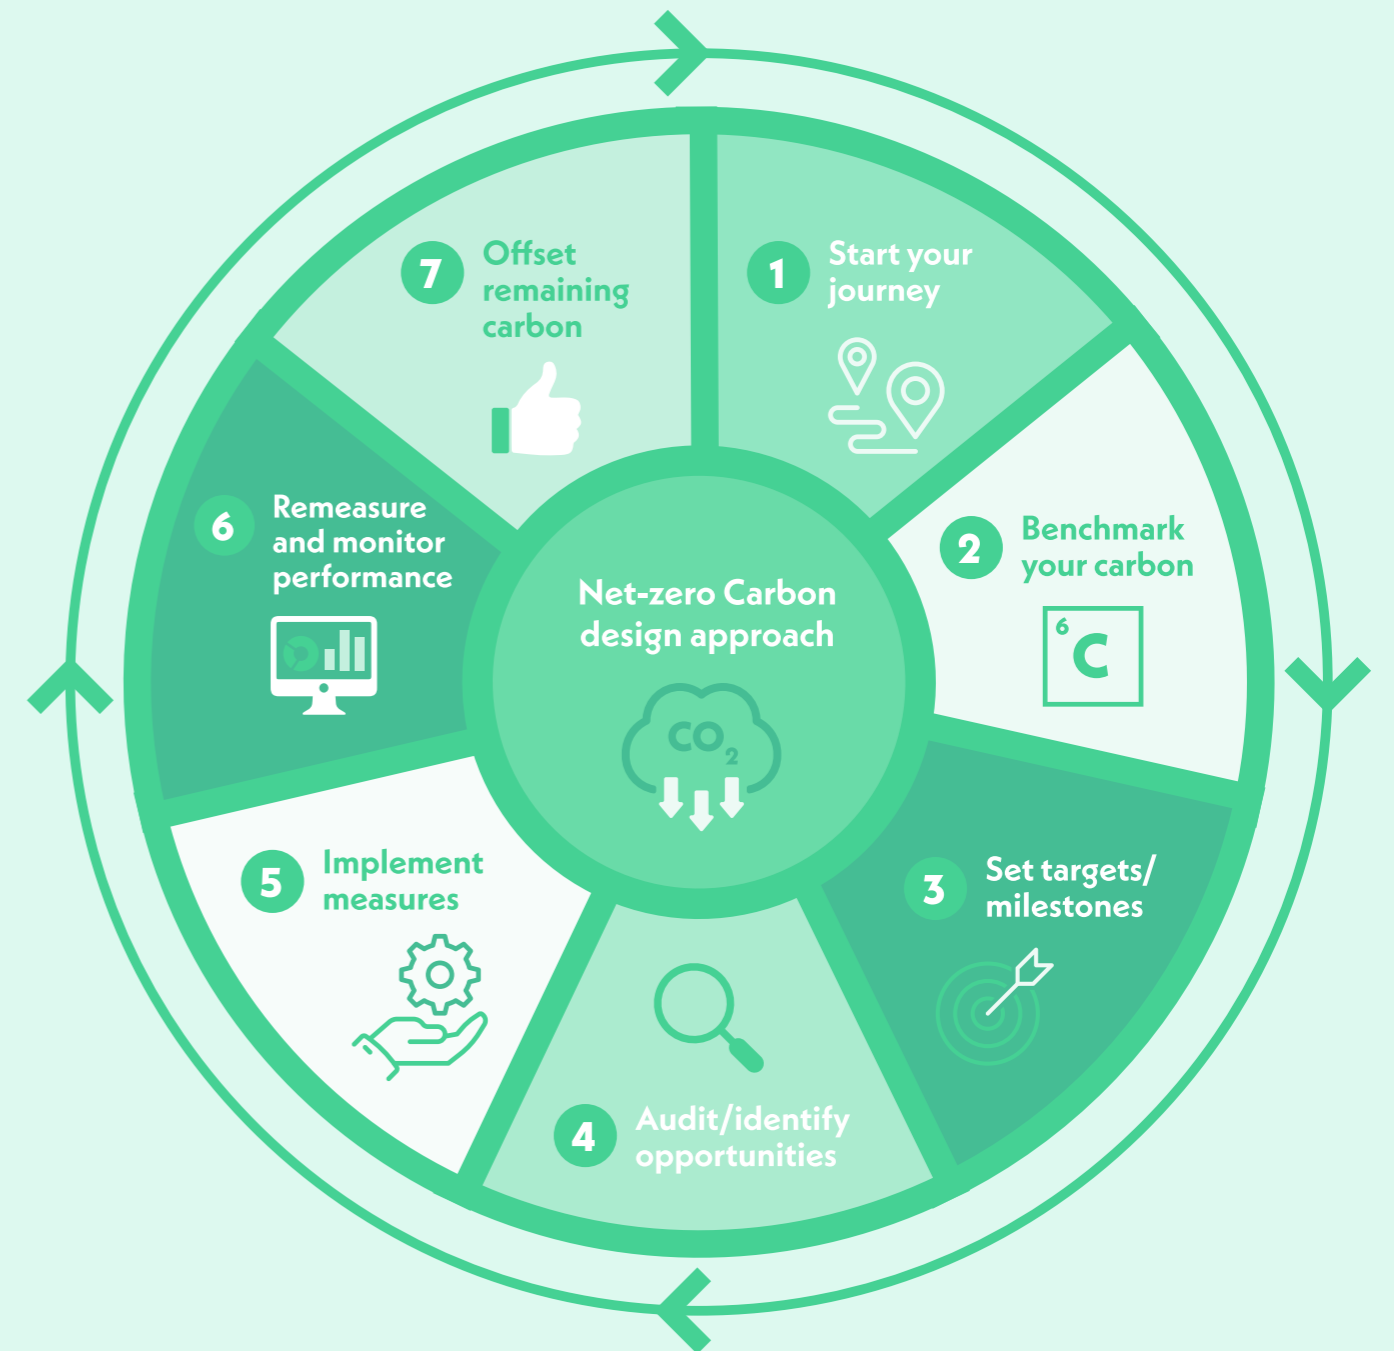 Net-zero Carbon
design approach
CO2
1
Start your
journey
2
Benchmark
your carbon
6
C
3
Set targets/
milestones
4
Audit/identify
opportunities
5
Implement
measures
6
Remeasure
and monitor
performance
7
Offset
remaining
carbon